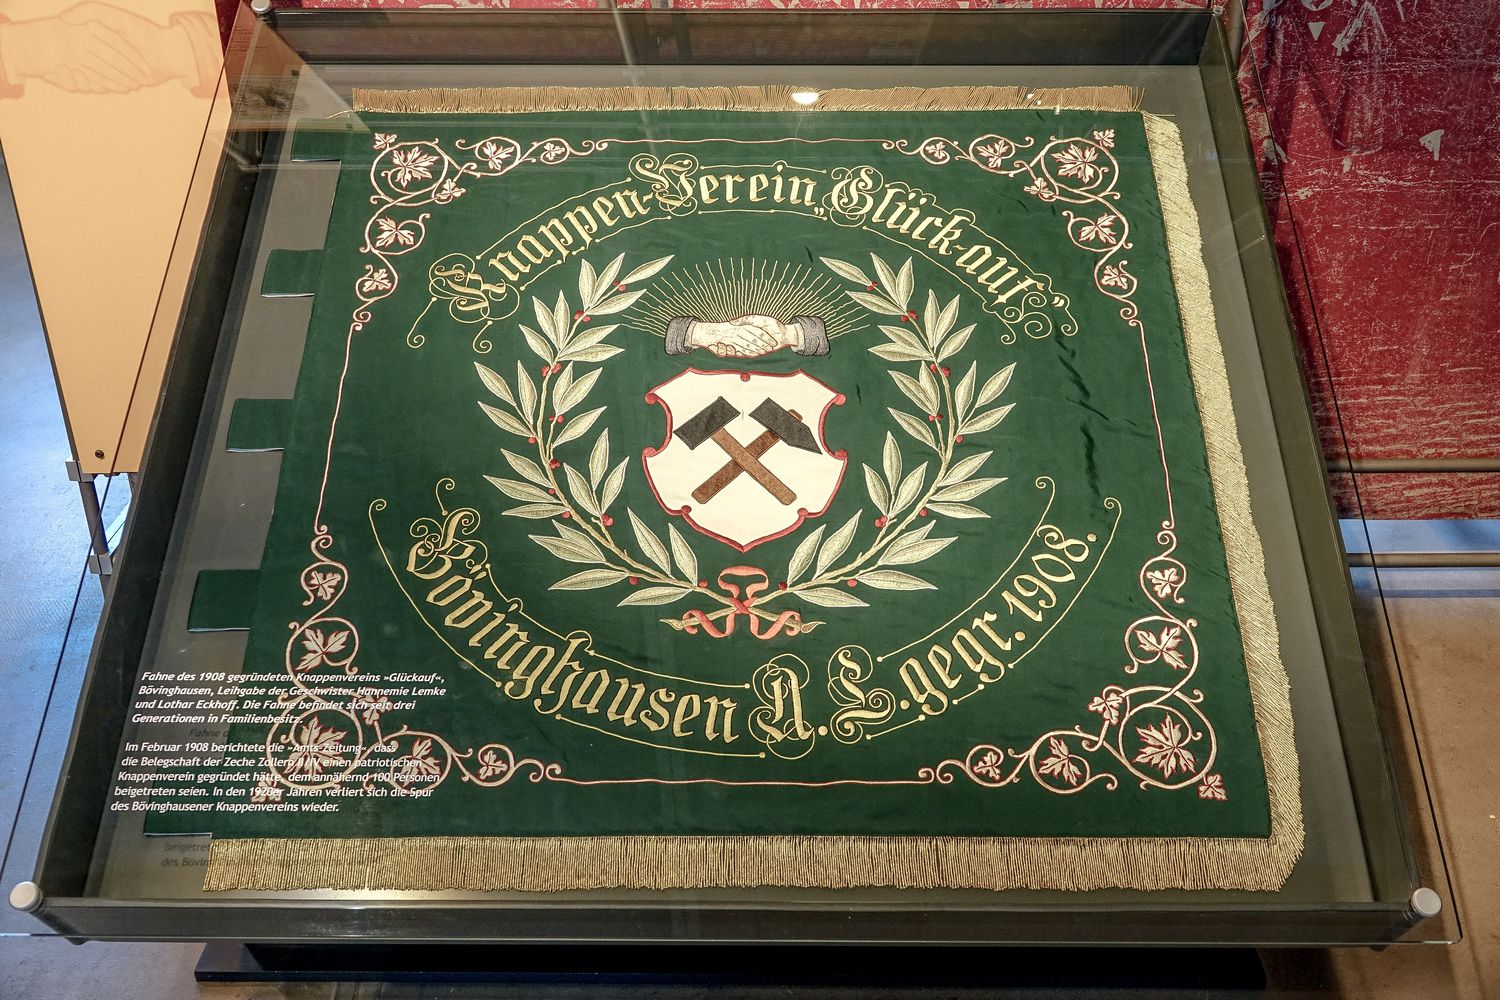 Knappen-Verein „Glück-auf“
Bövinghausen A. L. gegr. 1908.
Fahne des 1908 gegründeten Knappenvereins »Glückauf«,
Bövinghausen, Leihgabe der Geschwister Hannemie Lemke
und Lothar Eckhoff. Die Fahne befindet sich seit drei
Generationen in Familienbesitz.
Im Februar 1908 berichtete die »Amts-Zeitung«, dass
die Belegschaft der Zeche Zollern II/IV einen patriotischen
Knappenverein gegründet hätte, dem annähernd 100 Personen
beigetreten seien. In den 1920er Jahren verliert sich die Spur
des Bövinghausener Knappenvereins wieder.